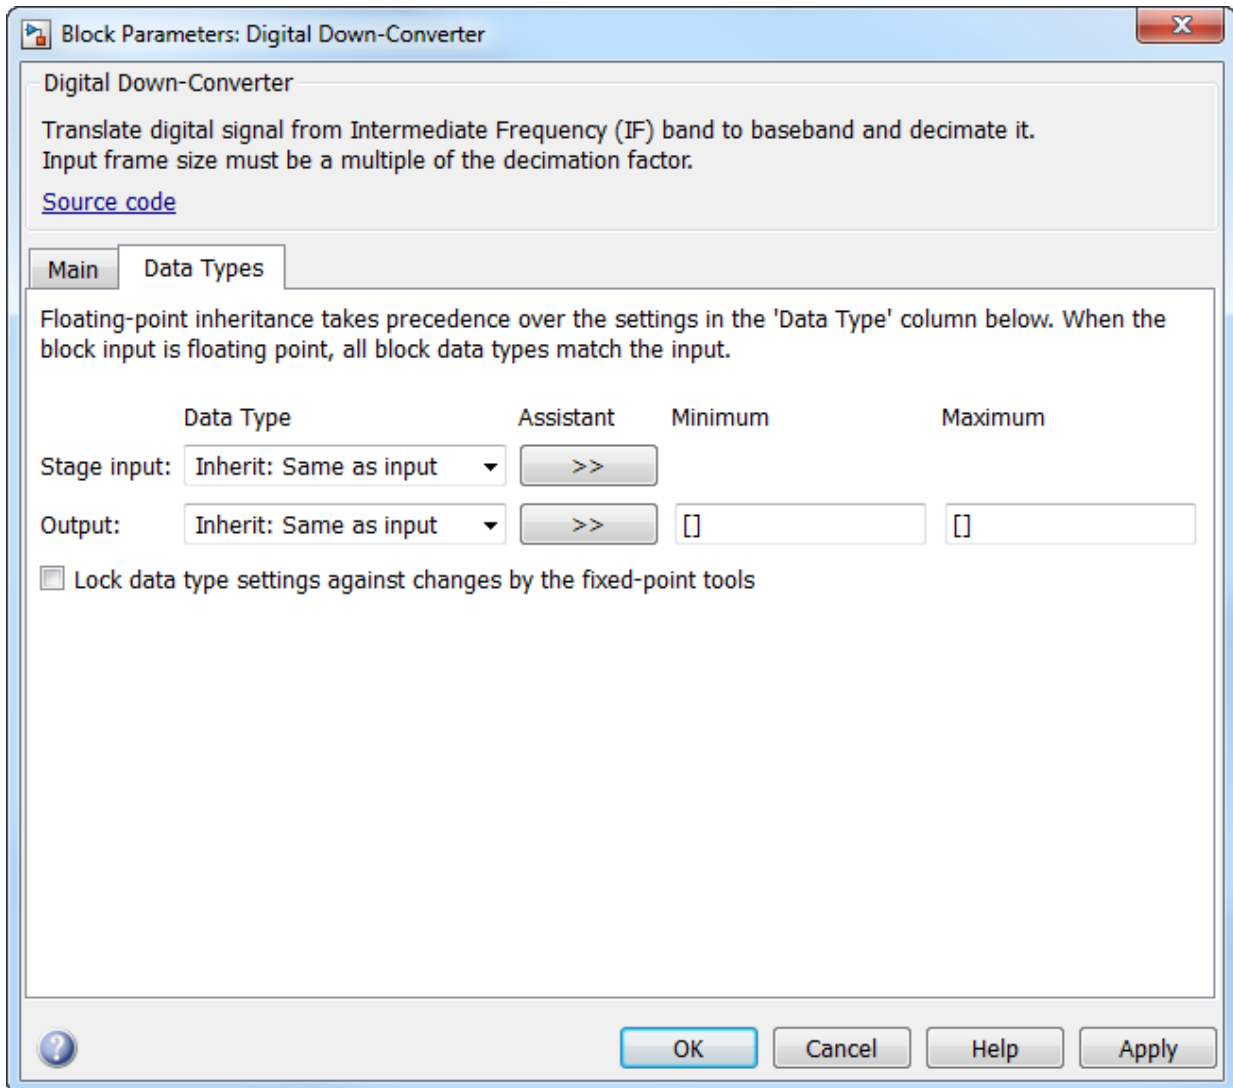 Block Parameters: Digital Down-Converter
X
Digital Down-Converter
Translate digital signal from Intermediate Frequency (IF) band to baseband and decimate it.
Input frame size must be a multiple of the decimation factor.
Source code
Main Data Types
Floating-point inheritance takes precedence over the settings in the 'Data Type' column below. When the
block input is floating point, all block data types match the input.
Data Type Assistant Minimum Maximum
Stage input: Inherit: Same as input >>
Output: Inherit: Same as input >> [] []
Lock data type settings against changes by the fixed-point tools
? OK Cancel Help Apply